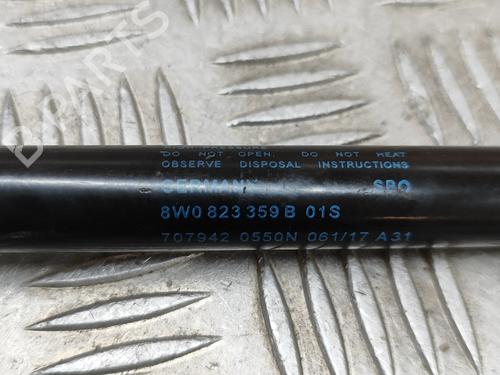 DO NOT OPEN. DO NOT HEAT.
OBSERVE DISPOSAL INSTRUCTIONS
GERMANY SPO
8W0 823 359 B 01S
707942 0550N 061/17 A31